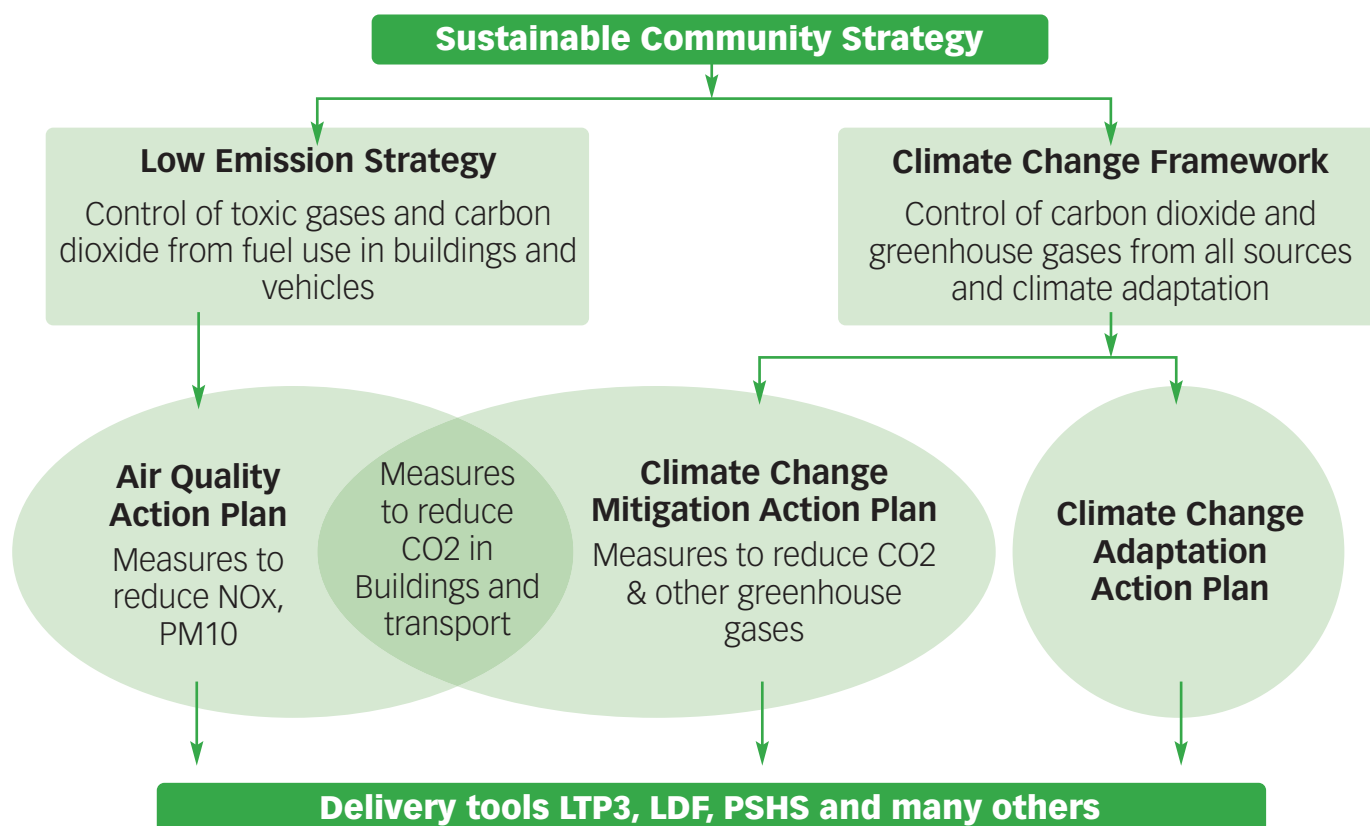 Sustainable Community Strategy
Low Emission Strategy
Control of toxic gases and carbon
dioxide from fuel use in buildings and
vehicles
Climate Change Framework
Control of carbon dioxide and
greenhouse gases from all sources
and climate adaptation
Air Quality
Action Plan
Measures to
reduce NOx,
PM10
Measures
to reduce
CO2 in
Buildings and
transport
Climate Change
Mitigation Action Plan
Measures to reduce CO2
& other greenhouse
gases
Climate Change
Adaptation
Action Plan
Delivery tools LTP3, LDF, PSHS and many others